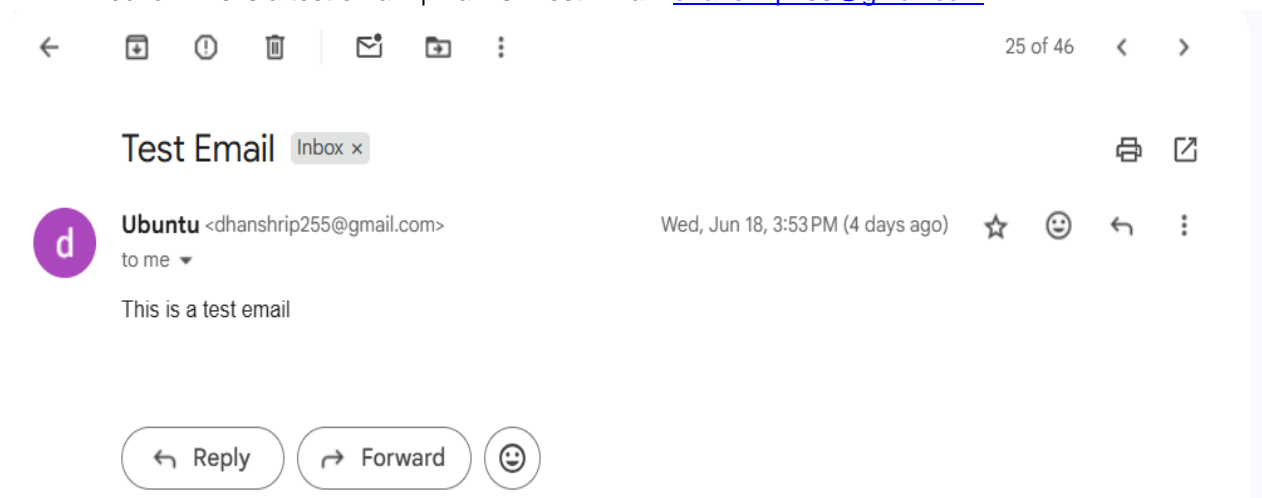 25 of 46
Test Email Inbox ×
Ubuntu <dhanshrip255@gmail.com> Wed, Jun 18, 3:53 PM (4 days ago)
d
to me
This is a test email
Reply Forward